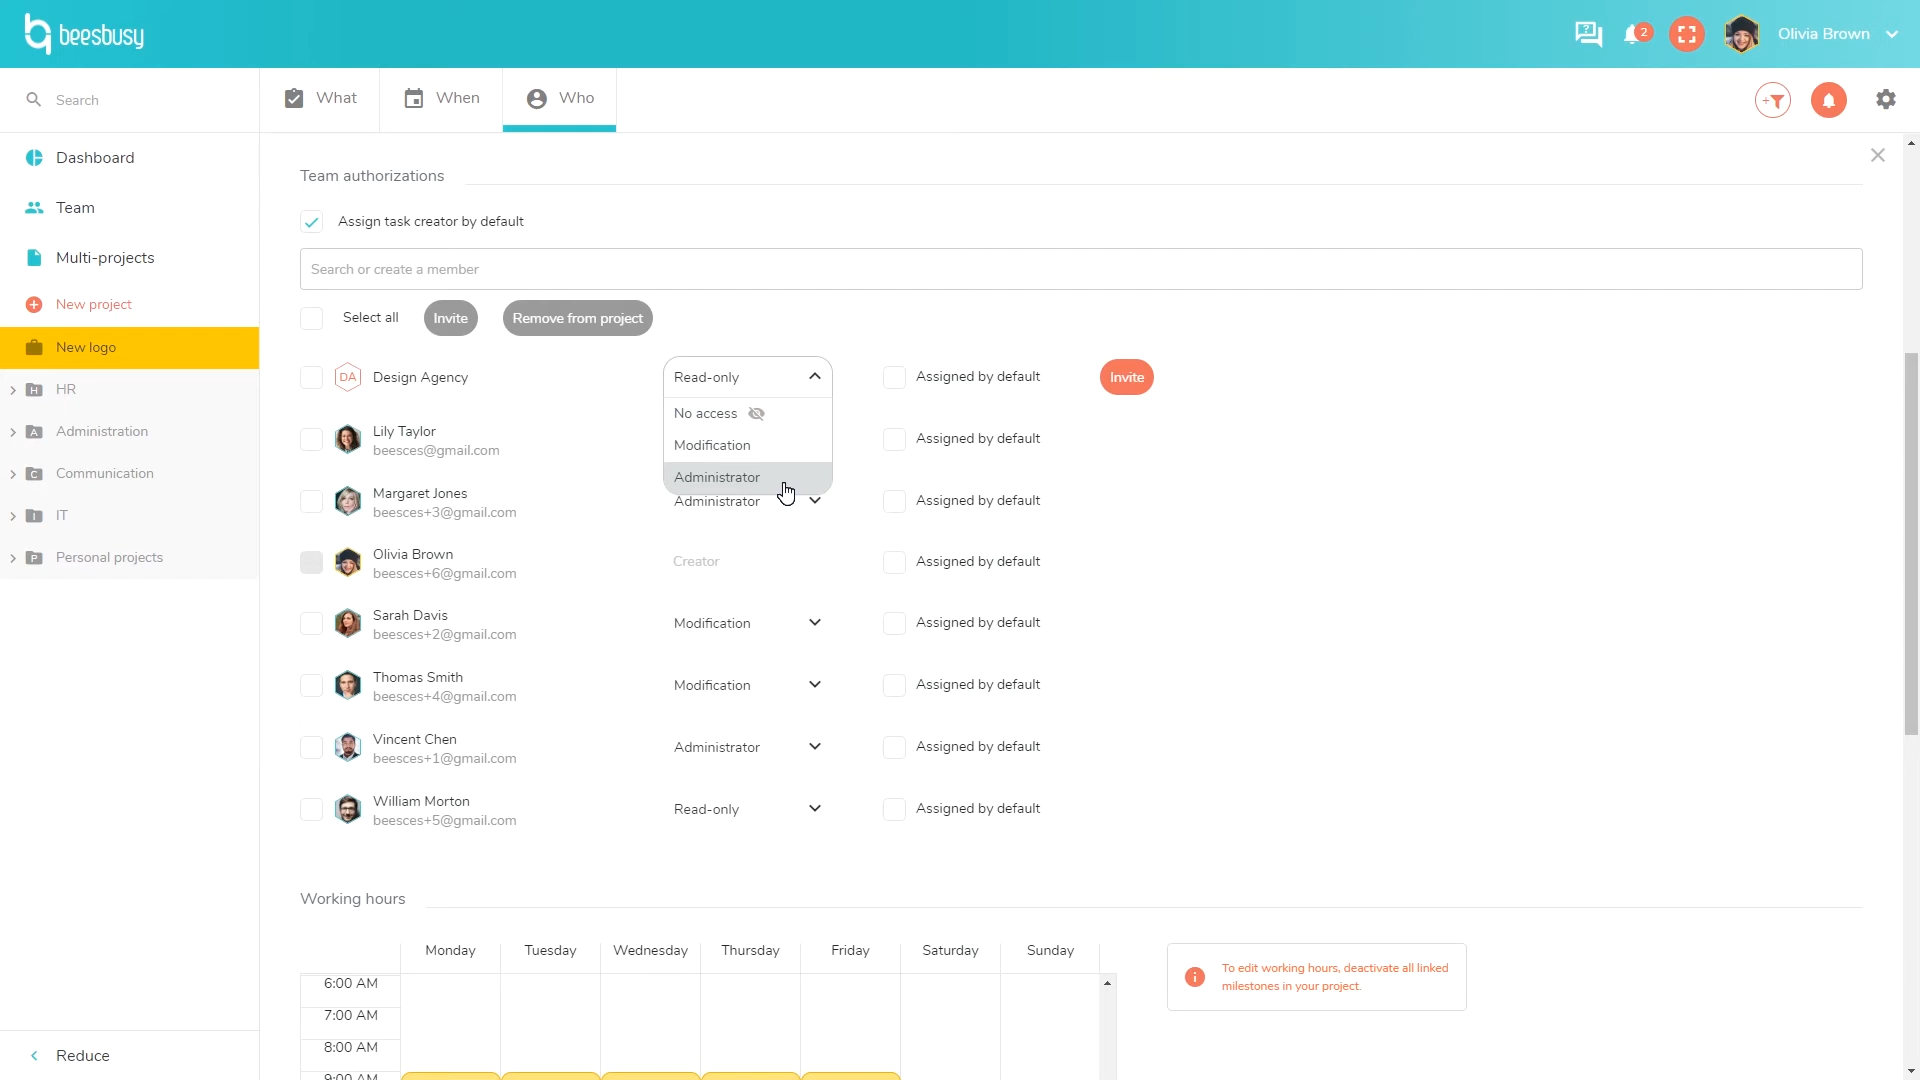 beesbusy
2
Olivia Brown
Search
What
When
Who
Dashboard
Team
Multi-projects
New project
New logo
H HR
A Administration
C Communication
I IT
P Personal projects
Reduce
Team authorizations
Assign task creator by default
Search or create a member
Select all
Invite
Remove from project
DA Design Agency
Read-only
Assigned by default
Invite
No access
Modification
Administrator
Lily Taylor
beesces@gmail.com
Assigned by default
Margaret Jones
beesces+3@gmail.com
Administrator
Assigned by default
Olivia Brown
beesces+6@gmail.com
Creator
Assigned by default
Sarah Davis
beesces+2@gmail.com
Modification
Assigned by default
Thomas Smith
beesces+4@gmail.com
Modification
Assigned by default
Vincent Chen
beesces+1@gmail.com
Administrator
Assigned by default
William Morton
beesces+5@gmail.com
Read-only
Assigned by default
Working hours
Monday
Tuesday
Wednesday
Thursday
Friday
Saturday
Sunday
6:00 AM
7:00 AM
8:00 AM
9:00 AM
To edit working hours, deactivate all linked
milestones in your project.